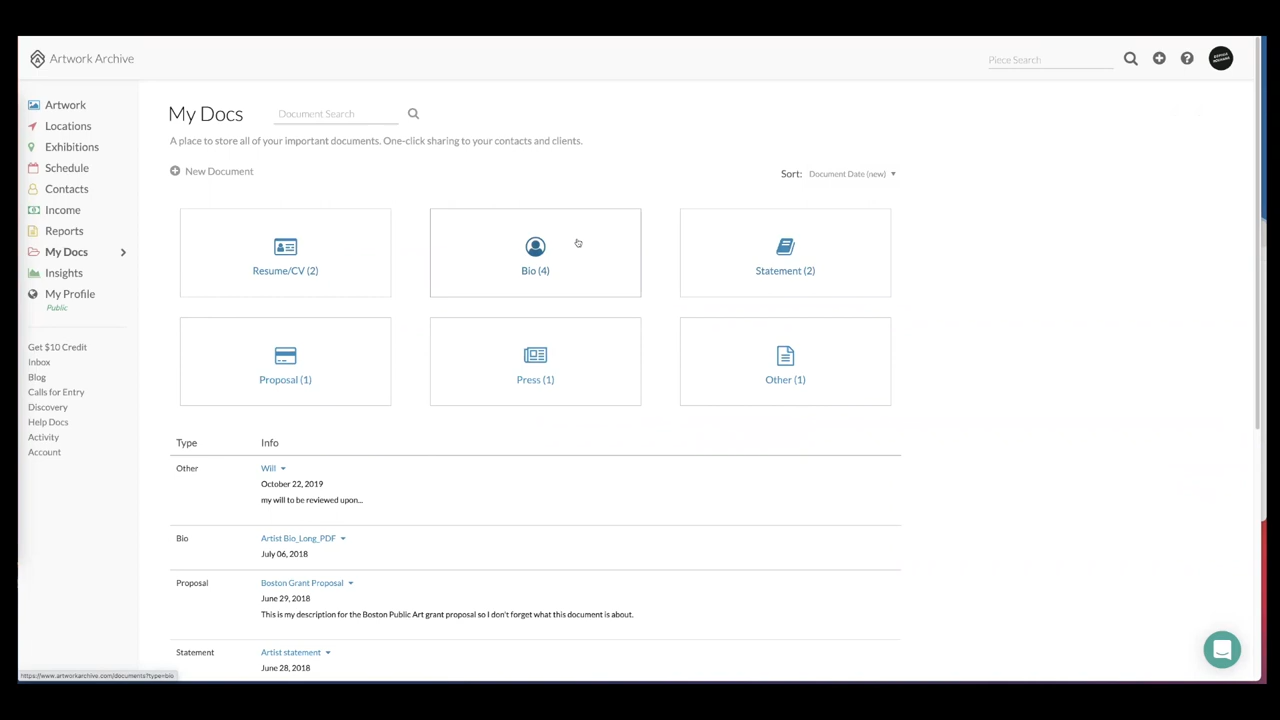 Artwork Archive
Piece Search
Artwork
Locations
Exhibitions
Schedule
Contacts
Income
Reports
My Docs
Insights
My Profile
Public
Get $10 Credit
Inbox
Blog
Calls for Entry
Discovery
Help Docs
Activity
Account
My Docs
Document Search
A place to store all of your important documents. One-click sharing to your contacts and clients.
New Document
Sort: Document Date (new)
Resume/CV (2)
Bio (4)
Statement (2)
Proposal (1)
Press (1)
Other (1)
Type Info
Other Will
October 22, 2019
my will to be reviewed upon...
Bio Artist Bio_Long_PDF
July 06, 2018
Proposal Boston Grant Proposal
June 29, 2018
This is my description for the Boston Public Art grant proposal so I don't forget what this document is about.
Statement Artist statement
June 28, 2018
https://www.artworkarchive.com/documents?type=bio